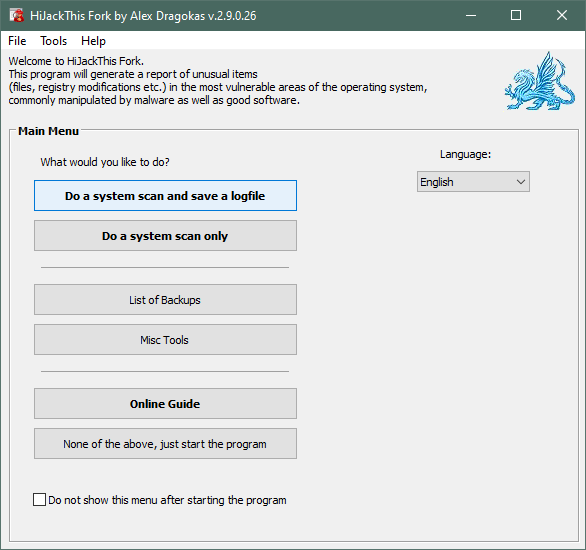 HiJackThis Fork by Alex Dragokas v.2.9.0.26
File Tools Help
Welcome to HiJackThis Fork.
This program will generate a report of unusual items
(files, registry modifications etc.) in the most vulnerable areas of the operating system,
commonly manipulated by malware as well as good software.
Main Menu
What would you like to do?
Language:
English
Do a system scan and save a logfile
Do a system scan only
List of Backups
Misc Tools
Online Guide
None of the above, just start the program
Do not show this menu after starting the program